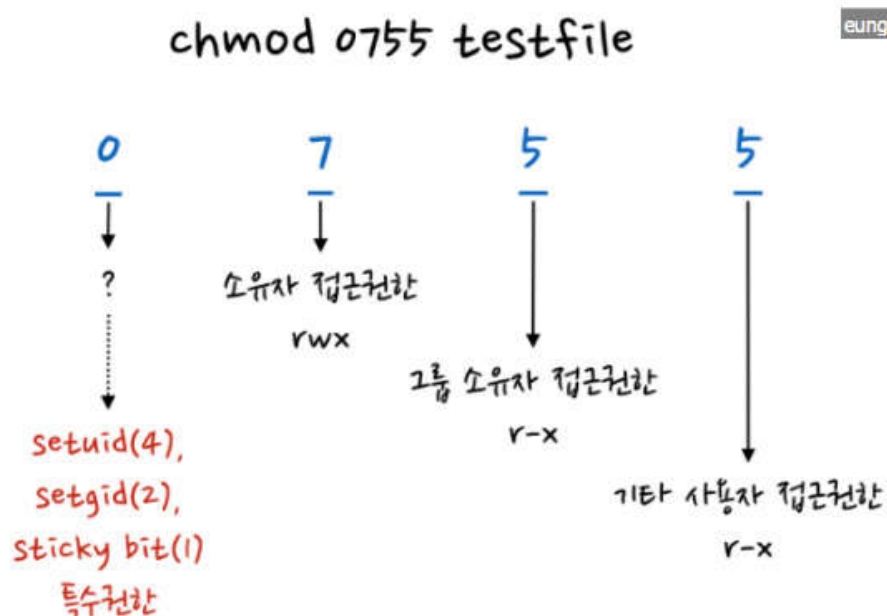 chmod 0755 testfile
eung
0 7 5 5
?
소유자 접근권한
rwx
그룹 소유자 접근권한
r-x
setuid(4),
setgid(2),
sticky bit(1)
특수권한
기타 사용자 접근권한
r-x